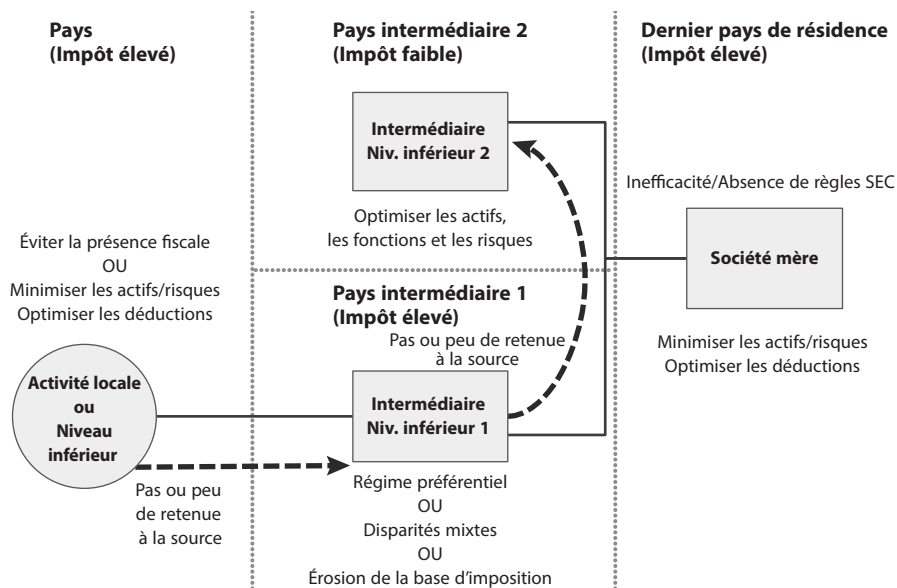 Pays
(Impôt élevé)
Éviter la présence fiscale
OU
Minimiser les actifs/risques
Optimiser les déductions
Activité locale
ou
Niveau
inférieur
Pas ou peu
de retenue
à la source
Pays intermédiaire 2
(Impôt faible)
Intermédiaire
Niv. inférieur 2
Optimiser les actifs,
les fonctions et les risques
Pays intermédiaire 1
(Impôt élevé)
Pas ou peu de retenue
à la source
Intermédiaire
Niv. inférieur 1
Régime préférentiel
OU
Disparités mixtes
OU
Érosion de la base d'imposition
Dernier pays de résidence
(Impôt élevé)
Inefficacité/Absence de règles SEC
Société mère
Minimiser les actifs/risques
Optimiser les déductions